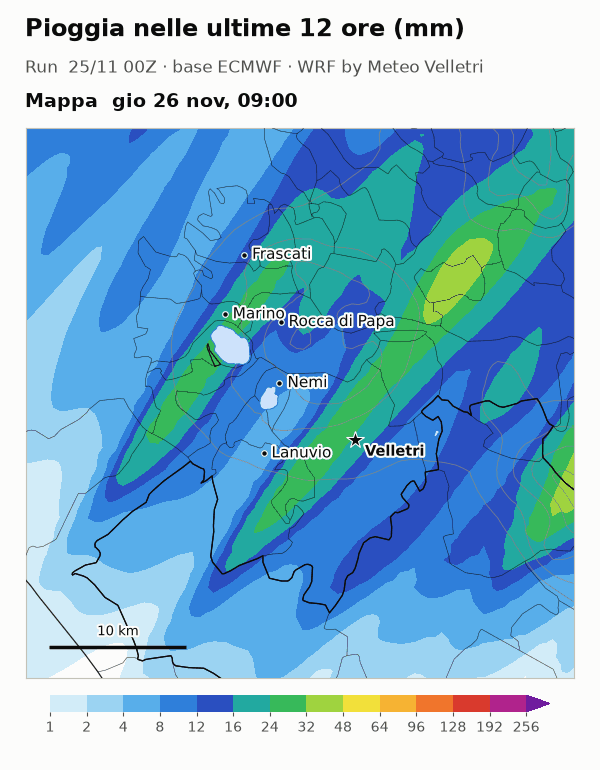 Pioggia nelle ultime 12 ore (mm)
Run  25/11 00Z · base ECMWF · WRF by Meteo Velletri
Mappa  gio 26 nov, 09:00
Frascati
Marino
Rocca di Papa
Nemi
Velletri
Lanuvio
10 km
1 2 4 8 12 16 24 32 48 64 96 128 192 256